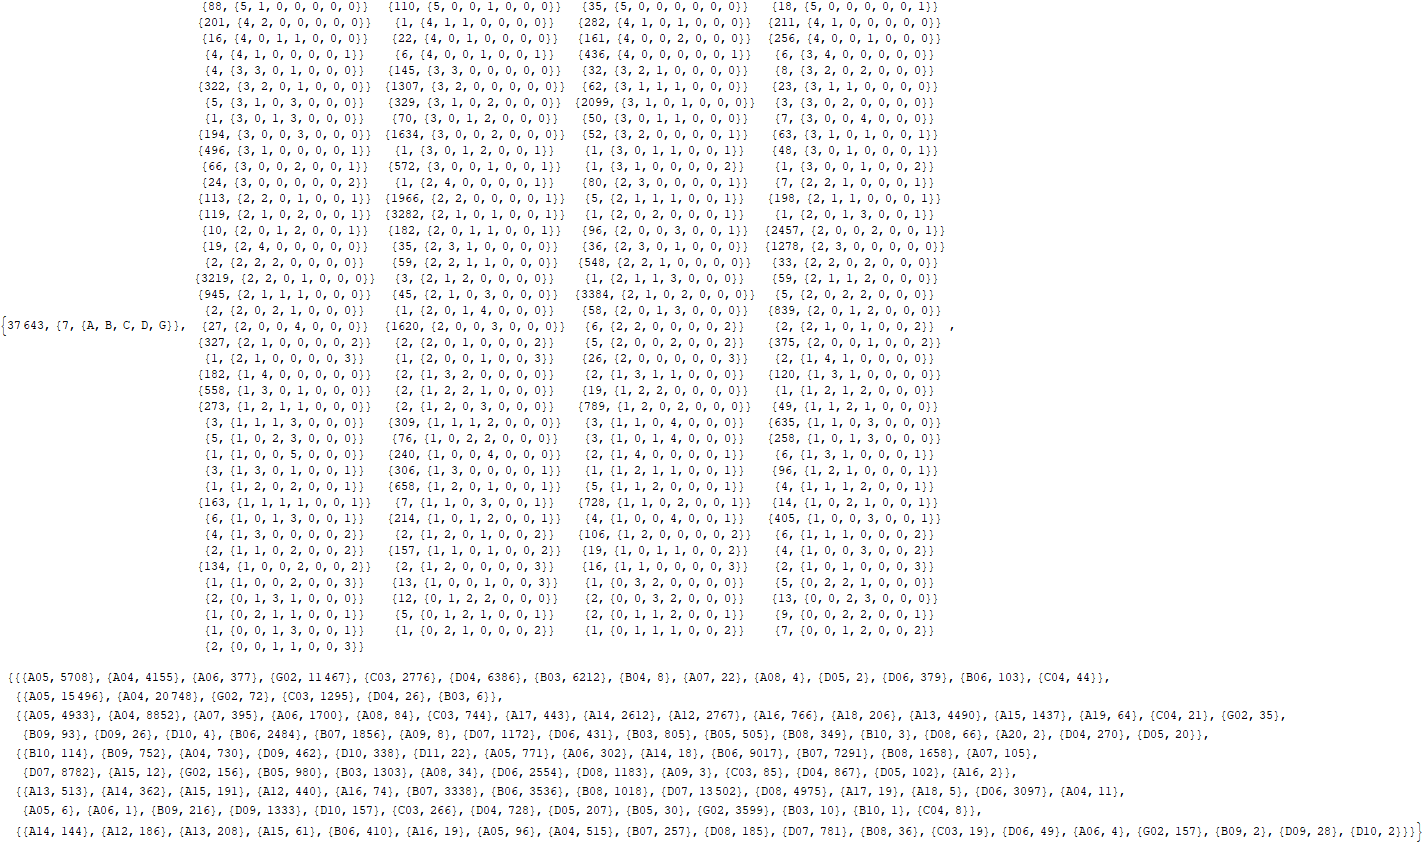 {88, {5, 1, 0, 0, 0, 0, 0}} {110, {5, 0, 0, 1, 0, 0, 0}} {35, {5, 0, 0, 0, 0, 0, 0}} {18, {5, 0, 0, 0, 0, 0, 1}}
{201, {4, 2, 0, 0, 0, 0, 0}} {1, {4, 1, 1, 0, 0, 0, 0}} {282, {4, 1, 0, 1, 0, 0, 0}} {211, {4, 1, 0, 0, 0, 0, 0}}
{16, {4, 0, 1, 1, 0, 0, 0}} {22, {4, 0, 1, 0, 0, 0, 0}} {161, {4, 0, 0, 2, 0, 0, 0}} {256, {4, 0, 0, 1, 0, 0, 0}}
{4, {4, 1, 0, 0, 0, 0, 1}} {6, {4, 0, 0, 1, 0, 0, 1}} {436, {4, 0, 0, 0, 0, 0, 1}} {6, {3, 4, 0, 0, 0, 0, 0}}
{4, {3, 3, 0, 1, 0, 0, 0}} {145, {3, 3, 0, 0, 0, 0, 0}} {32, {3, 2, 1, 0, 0, 0, 0}} {8, {3, 2, 0, 2, 0, 0, 0}}
{322, {3, 2, 0, 1, 0, 0, 0}} {1307, {3, 2, 0, 0, 0, 0, 0}} {62, {3, 1, 1, 1, 0, 0, 0}} {23, {3, 1, 1, 0, 0, 0, 0}}
{5, {3, 1, 0, 3, 0, 0, 0}} {329, {3, 1, 0, 2, 0, 0, 0}} {2099, {3, 1, 0, 1, 0, 0, 0}} {3, {3, 0, 2, 0, 0, 0, 0}}
{1, {3, 0, 1, 3, 0, 0, 0}} {70, {3, 0, 1, 2, 0, 0, 0}} {50, {3, 0, 1, 1, 0, 0, 0}} {7, {3, 0, 0, 4, 0, 0, 0}}
{194, {3, 0, 0, 3, 0, 0, 0}} {1634, {3, 0, 0, 2, 0, 0, 0}} {52, {3, 2, 0, 0, 0, 0, 1}} {63, {3, 1, 0, 1, 0, 0, 1}}
{496, {3, 1, 0, 0, 0, 0, 1}} {1, {3, 0, 1, 2, 0, 0, 1}} {1, {3, 0, 1, 1, 0, 0, 1}} {48, {3, 0, 1, 0, 0, 0, 1}}
{66, {3, 0, 0, 2, 0, 0, 1}} {572, {3, 0, 0, 1, 0, 0, 1}} {1, {3, 1, 0, 0, 0, 0, 2}} {1, {3, 0, 0, 1, 0, 0, 2}}
{24, {3, 0, 0, 0, 0, 0, 2}} {1, {2, 4, 0, 0, 0, 0, 1}} {80, {2, 3, 0, 0, 0, 0, 1}} {7, {2, 2, 1, 0, 0, 0, 1}}
{113, {2, 2, 0, 1, 0, 0, 1}} {1966, {2, 2, 0, 0, 0, 0, 1}} {5, {2, 1, 1, 1, 0, 0, 1}} {198, {2, 1, 1, 0, 0, 0, 1}}
{119, {2, 1, 0, 2, 0, 0, 1}} {3282, {2, 1, 0, 1, 0, 0, 1}} {1, {2, 0, 2, 0, 0, 0, 1}} {1, {2, 0, 1, 3, 0, 0, 1}}
{10, {2, 0, 1, 2, 0, 0, 1}} {182, {2, 0, 1, 1, 0, 0, 1}} {96, {2, 0, 0, 3, 0, 0, 1}} {2457, {2, 0, 0, 2, 0, 0, 1}}
{19, {2, 4, 0, 0, 0, 0, 0}} {35, {2, 3, 1, 0, 0, 0, 0}} {36, {2, 3, 0, 1, 0, 0, 0}} {1278, {2, 3, 0, 0, 0, 0, 0}}
{2, {2, 2, 2, 0, 0, 0, 0}} {59, {2, 2, 1, 1, 0, 0, 0}} {548, {2, 2, 1, 0, 0, 0, 0}} {33, {2, 2, 0, 2, 0, 0, 0}}
{3219, {2, 2, 0, 1, 0, 0, 0}} {3, {2, 1, 2, 0, 0, 0, 0}} {1, {2, 1, 1, 3, 0, 0, 0}} {59, {2, 1, 1, 2, 0, 0, 0}}
{945, {2, 1, 1, 1, 0, 0, 0}} {45, {2, 1, 0, 3, 0, 0, 0}} {3384, {2, 1, 0, 2, 0, 0, 0}} {5, {2, 0, 2, 2, 0, 0, 0}}
{2, {2, 0, 2, 1, 0, 0, 0}} {1, {2, 0, 1, 4, 0, 0, 0}} {58, {2, 0, 1, 3, 0, 0, 0}} {839, {2, 0, 1, 2, 0, 0, 0}}
{37 643, {7, {A, B, C, D, G}}, {27, {2, 0, 0, 4, 0, 0, 0}} {1620, {2, 0, 0, 3, 0, 0, 0}} {6, {2, 2, 0, 0, 0, 0, 2}} {2, {2, 1, 0, 1, 0, 0, 2}} ,
{327, {2, 1, 0, 0, 0, 0, 2}} {2, {2, 0, 1, 0, 0, 0, 2}} {5, {2, 0, 0, 2, 0, 0, 2}} {375, {2, 0, 0, 1, 0, 0, 2}}
{1, {2, 1, 0, 0, 0, 0, 3}} {1, {2, 0, 0, 1, 0, 0, 3}} {26, {2, 0, 0, 0, 0, 0, 3}} {2, {1, 4, 1, 0, 0, 0, 0}}
{182, {1, 4, 0, 0, 0, 0, 0}} {2, {1, 3, 2, 0, 0, 0, 0}} {2, {1, 3, 1, 1, 0, 0, 0}} {120, {1, 3, 1, 0, 0, 0, 0}}
{558, {1, 3, 0, 1, 0, 0, 0}} {2, {1, 2, 2, 1, 0, 0, 0}} {19, {1, 2, 2, 0, 0, 0, 0}} {1, {1, 2, 1, 2, 0, 0, 0}}
{273, {1, 2, 1, 1, 0, 0, 0}} {2, {1, 2, 0, 3, 0, 0, 0}} {789, {1, 2, 0, 2, 0, 0, 0}} {49, {1, 1, 2, 1, 0, 0, 0}}
{3, {1, 1, 1, 3, 0, 0, 0}} {309, {1, 1, 1, 2, 0, 0, 0}} {3, {1, 1, 0, 4, 0, 0, 0}} {635, {1, 1, 0, 3, 0, 0, 0}}
{5, {1, 0, 2, 3, 0, 0, 0}} {76, {1, 0, 2, 2, 0, 0, 0}} {3, {1, 0, 1, 4, 0, 0, 0}} {258, {1, 0, 1, 3, 0, 0, 0}}
{1, {1, 0, 0, 5, 0, 0, 0}} {240, {1, 0, 0, 4, 0, 0, 0}} {2, {1, 4, 0, 0, 0, 0, 1}} {6, {1, 3, 1, 0, 0, 0, 1}}
{3, {1, 3, 0, 1, 0, 0, 1}} {306, {1, 3, 0, 0, 0, 0, 1}} {1, {1, 2, 1, 1, 0, 0, 1}} {96, {1, 2, 1, 0, 0, 0, 1}}
{1, {1, 2, 0, 2, 0, 0, 1}} {658, {1, 2, 0, 1, 0, 0, 1}} {5, {1, 1, 2, 0, 0, 0, 1}} {4, {1, 1, 1, 2, 0, 0, 1}}
{163, {1, 1, 1, 1, 0, 0, 1}} {7, {1, 1, 0, 3, 0, 0, 1}} {728, {1, 1, 0, 2, 0, 0, 1}} {14, {1, 0, 2, 1, 0, 0, 1}}
{6, {1, 0, 1, 3, 0, 0, 1}} {214, {1, 0, 1, 2, 0, 0, 1}} {4, {1, 0, 0, 4, 0, 0, 1}} {405, {1, 0, 0, 3, 0, 0, 1}}
{4, {1, 3, 0, 0, 0, 0, 2}} {2, {1, 2, 0, 1, 0, 0, 2}} {106, {1, 2, 0, 0, 0, 0, 2}} {6, {1, 1, 1, 0, 0, 0, 2}}
{2, {1, 1, 0, 2, 0, 0, 2}} {157, {1, 1, 0, 1, 0, 0, 2}} {19, {1, 0, 1, 1, 0, 0, 2}} {4, {1, 0, 0, 3, 0, 0, 2}}
{134, {1, 0, 0, 2, 0, 0, 2}} {2, {1, 2, 0, 0, 0, 0, 3}} {16, {1, 1, 0, 0, 0, 0, 3}} {2, {1, 0, 1, 0, 0, 0, 3}}
{1, {1, 0, 0, 2, 0, 0, 3}} {13, {1, 0, 0, 1, 0, 0, 3}} {1, {0, 3, 2, 0, 0, 0, 0}} {5, {0, 2, 2, 1, 0, 0, 0}}
{2, {0, 1, 3, 1, 0, 0, 0}} {12, {0, 1, 2, 2, 0, 0, 0}} {2, {0, 0, 3, 2, 0, 0, 0}} {13, {0, 0, 2, 3, 0, 0, 0}}
{1, {0, 2, 1, 1, 0, 0, 1}} {5, {0, 1, 2, 1, 0, 0, 1}} {2, {0, 1, 1, 2, 0, 0, 1}} {9, {0, 0, 2, 2, 0, 0, 1}}
{1, {0, 0, 1, 3, 0, 0, 1}} {1, {0, 2, 1, 0, 0, 0, 2}} {1, {0, 1, 1, 1, 0, 0, 2}} {7, {0, 0, 1, 2, 0, 0, 2}}
{2, {0, 0, 1, 1, 0, 0, 3}}
{{{A05, 5708}, {A04, 4155}, {A06, 377}, {G02, 11 467}, {C03, 2776}, {D04, 6386}, {B03, 6212}, {B04, 8}, {A07, 22}, {A08, 4}, {D05, 2}, {D06, 379}, {B06, 103}, {C04, 44}},
{{A05, 15 496}, {A04, 20 748}, {G02, 72}, {C03, 1295}, {D04, 26}, {B03, 6}},
{{A05, 4933}, {A04, 8852}, {A07, 395}, {A06, 1700}, {A08, 84}, {C03, 744}, {A17, 443}, {A14, 2612}, {A12, 2767}, {A16, 766}, {A18, 206}, {A13, 4490}, {A15, 1437}, {A19, 64}, {C04, 21}, {G02, 35},
{B09, 93}, {D09, 26}, {D10, 4}, {B06, 2484}, {B07, 1856}, {A09, 8}, {D07, 1172}, {D06, 431}, {B03, 805}, {B05, 505}, {B08, 349}, {B10, 3}, {D08, 66}, {A20, 2}, {D04, 270}, {D05, 20}},
{{B10, 114}, {B09, 752}, {A04, 730}, {D09, 462}, {D10, 338}, {D11, 22}, {A05, 771}, {A06, 302}, {A14, 18}, {B06, 9017}, {B07, 7291}, {B08, 1658}, {A07, 105},
{D07, 8782}, {A15, 12}, {G02, 156}, {B05, 980}, {B03, 1303}, {A08, 34}, {D06, 2554}, {D08, 1183}, {A09, 3}, {C03, 85}, {D04, 867}, {D05, 102}, {A16, 2}},
{{A13, 513}, {A14, 362}, {A15, 191}, {A12, 440}, {A16, 74}, {B07, 3338}, {B06, 3536}, {B08, 1018}, {D07, 13 502}, {D08, 4975}, {A17, 19}, {A18, 5}, {D06, 3097}, {A04, 11},
{A05, 6}, {A06, 1}, {B09, 216}, {D09, 1333}, {D10, 157}, {C03, 266}, {D04, 728}, {D05, 207}, {B05, 30}, {G02, 3599}, {B03, 10}, {B10, 1}, {C04, 8}},
{{A14, 144}, {A12, 186}, {A13, 208}, {A15, 61}, {B06, 410}, {A16, 19}, {A05, 96}, {A04, 515}, {B07, 257}, {D08, 185}, {D07, 781}, {B08, 36}, {C03, 19}, {D06, 49}, {A06, 4}, {G02, 157}, {B09, 2}, {D09, 28}, {D10, 2}}}}